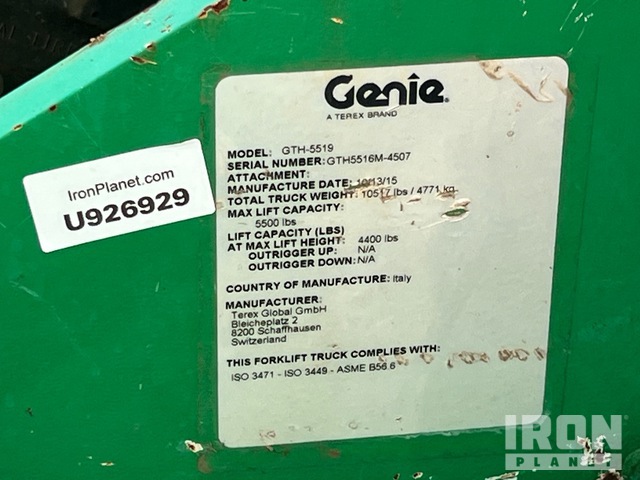 Genie
A TEREX BRAND
MODEL: GTH-5519
SERIAL NUMBER: GTH5516M-4507
ATTACHMENT:
MANUFACTURE DATE: 10/13/15
TOTAL TRUCK WEIGHT: 10517 lbs / 4771 kg
MAX LIFT CAPACITY:
5500 lbs
LIFT CAPACITY (LBS)
AT MAX LIFT HEIGHT: 4400 lbs
OUTRIGGER UP: N/A
OUTRIGGER DOWN: N/A
COUNTRY OF MANUFACTURE: Italy
MANUFACTURER:
Terex Global GmbH
Bleicheplatz 2
8200 Schaffhausen
Switzerland
THIS FORKLIFT TRUCK COMPLIES WITH:
ISO 3471 - ISO 3449 - ASME B56.6
IronPlanet.com
U926929
IRON
PLANET